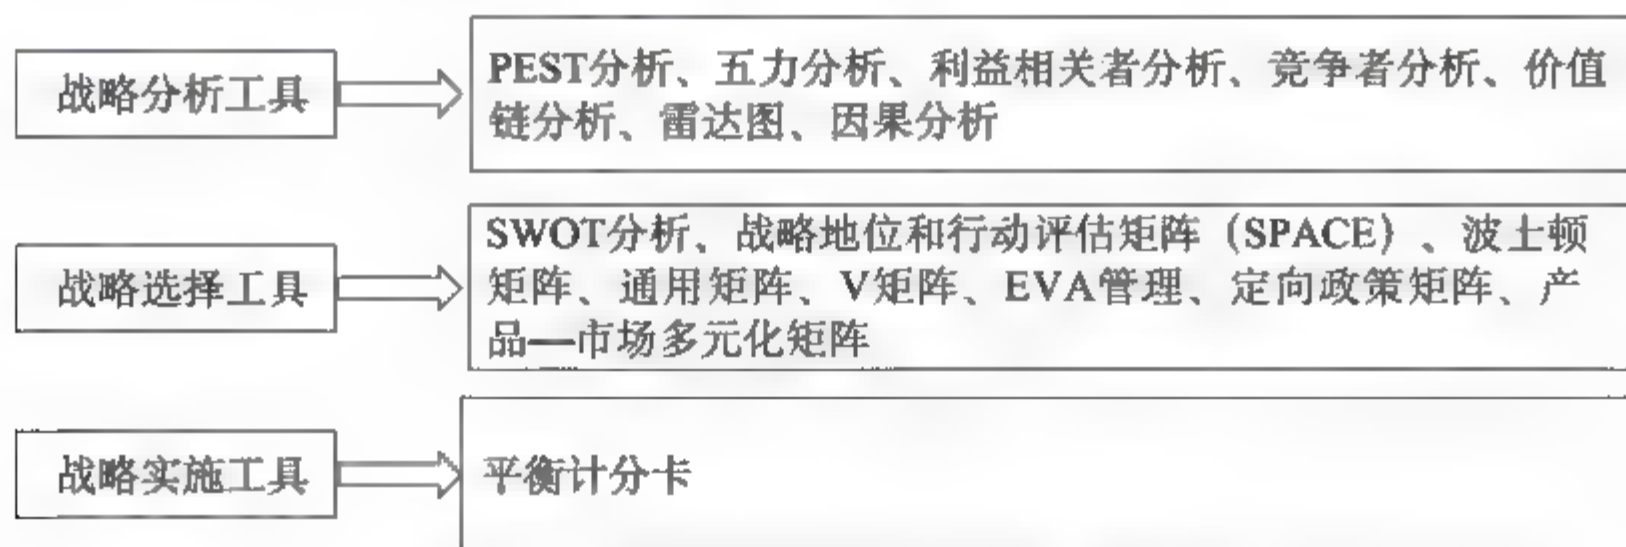 战略分析工具
PEST分析、五力分析、利益相关者分析、竞争者分析、价值
链分析、雷达图、因果分析
战略选择工具
SWOT分析、战略地位和行动评估矩阵（SPACE）、波士顿
矩阵、通用矩阵、V矩阵、EVA管理、定向政策矩阵、产
品—市场多元化矩阵
战略实施工具
平衡计分卡